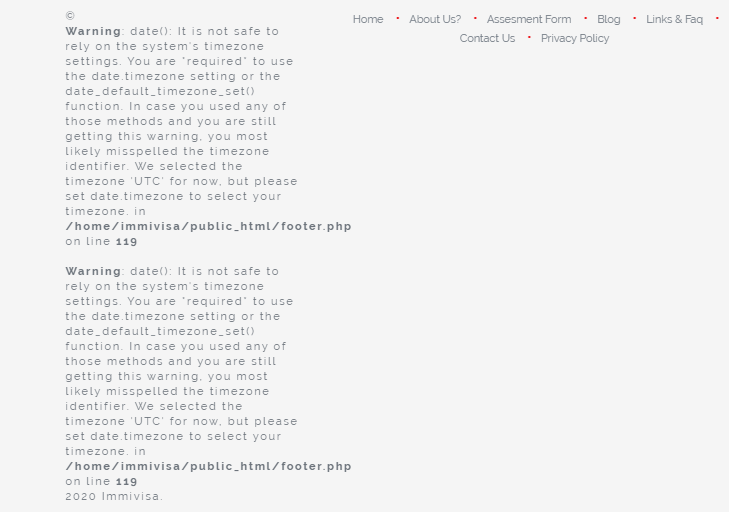 ©
Warning: date(): It is not safe to
rely on the system's timezone
settings. You are *required* to use
the date.timezone setting or the
date_default_timezone_set()
function. In case you used any of
those methods and you are still
getting this warning, you most
likely misspelled the timezone
identifier. We selected the
timezone 'UTC' for now, but please
set date.timezone to select your
timezone. in
/home/immivisa/public_html/footer.php
on line 119
Warning: date(): It is not safe to
rely on the system's timezone
settings. You are *required* to use
the date.timezone setting or the
date_default_timezone_set()
function. In case you used any of
those methods and you are still
getting this warning, you most
likely misspelled the timezone
identifier. We selected the
timezone 'UTC' for now, but please
set date.timezone to select your
timezone. in
/home/immivisa/public_html/footer.php
on line 119
2020 Immivisa.
Home • About Us? • Assesment Form • Blog • Links & Faq •
Contact Us • Privacy Policy